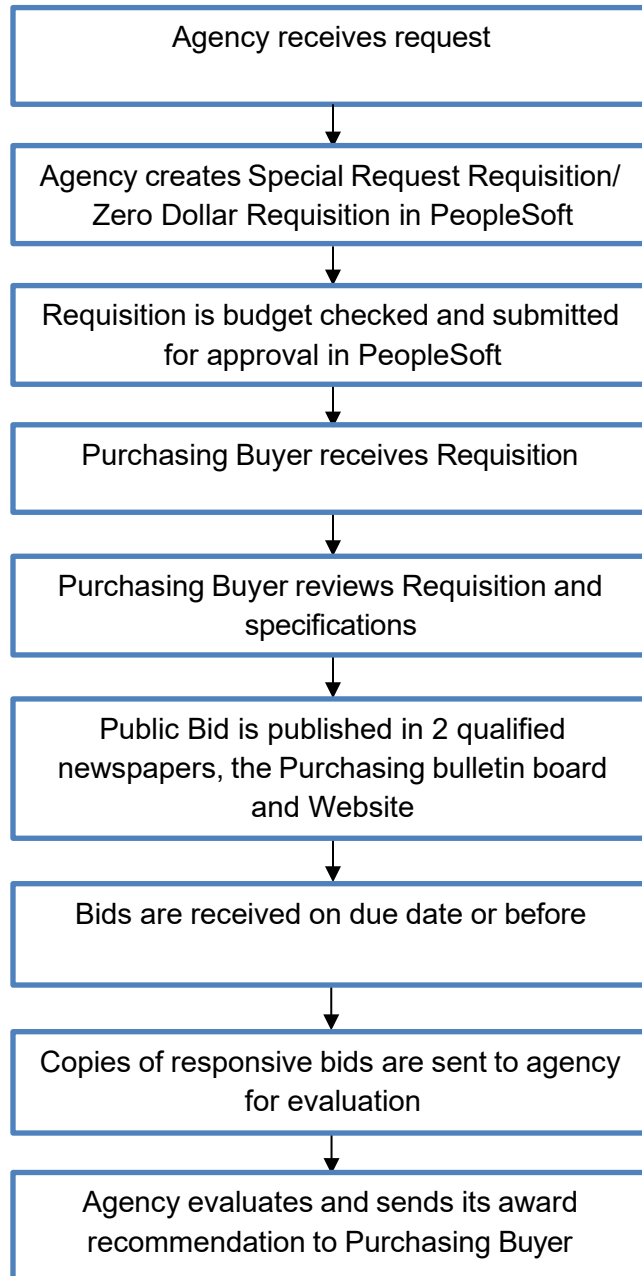 Agency receives request
Agency creates Special Request Requisition/
Zero Dollar Requisition in PeopleSoft
Requisition is budget checked and submitted
for approval in PeopleSoft
Purchasing Buyer receives Requisition
Purchasing Buyer reviews Requisition and
specifications
Public Bid is published in 2 qualified
newspapers, the Purchasing bulletin board
and Website
Bids are received on due date or before
Copies of responsive bids are sent to agency
for evaluation
Agency evaluates and sends its award
recommendation to Purchasing Buyer